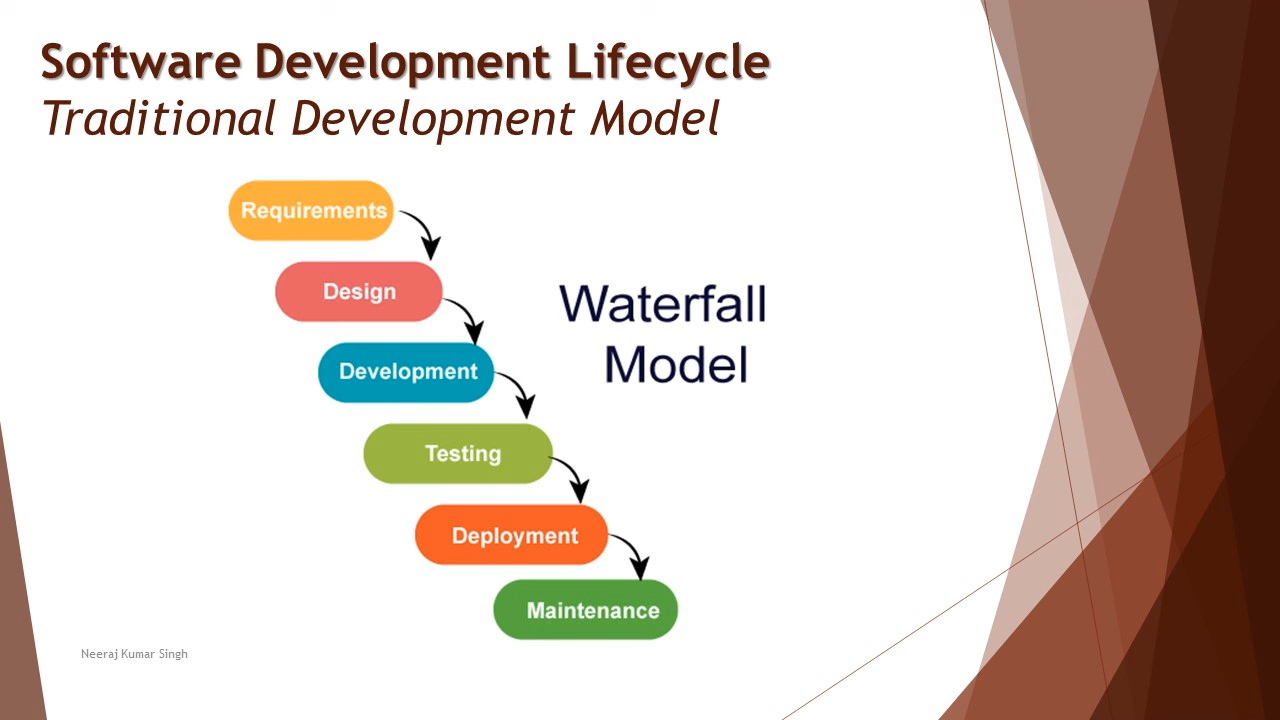 Software Development Lifecycle
Traditional Development Model
Requirements
Design
Waterfall
Model
Development
Testing
Deployment
Maintenance
Neeraj Kumar Singh